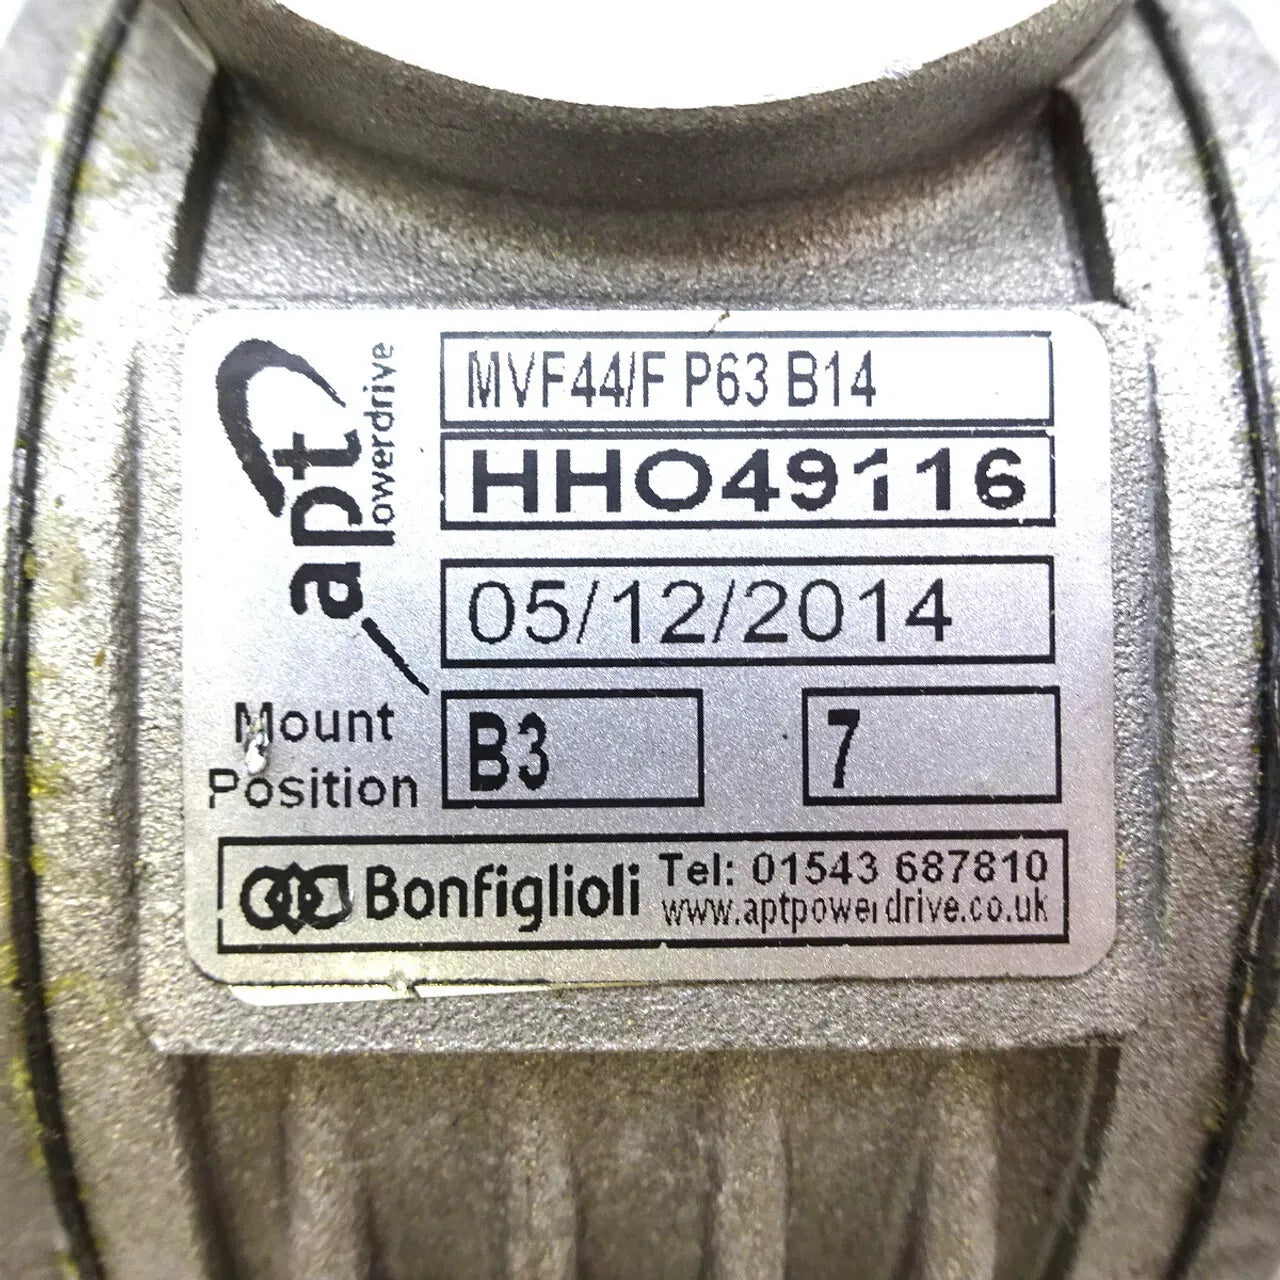 apt
Powerdrive
MVF44/F P63 B14
HHO49116
05/12/2014
Mount
Position
B3
7
Bonfiglioli
Tel: 01543 687810
www.aptpowerdrive.co.uk